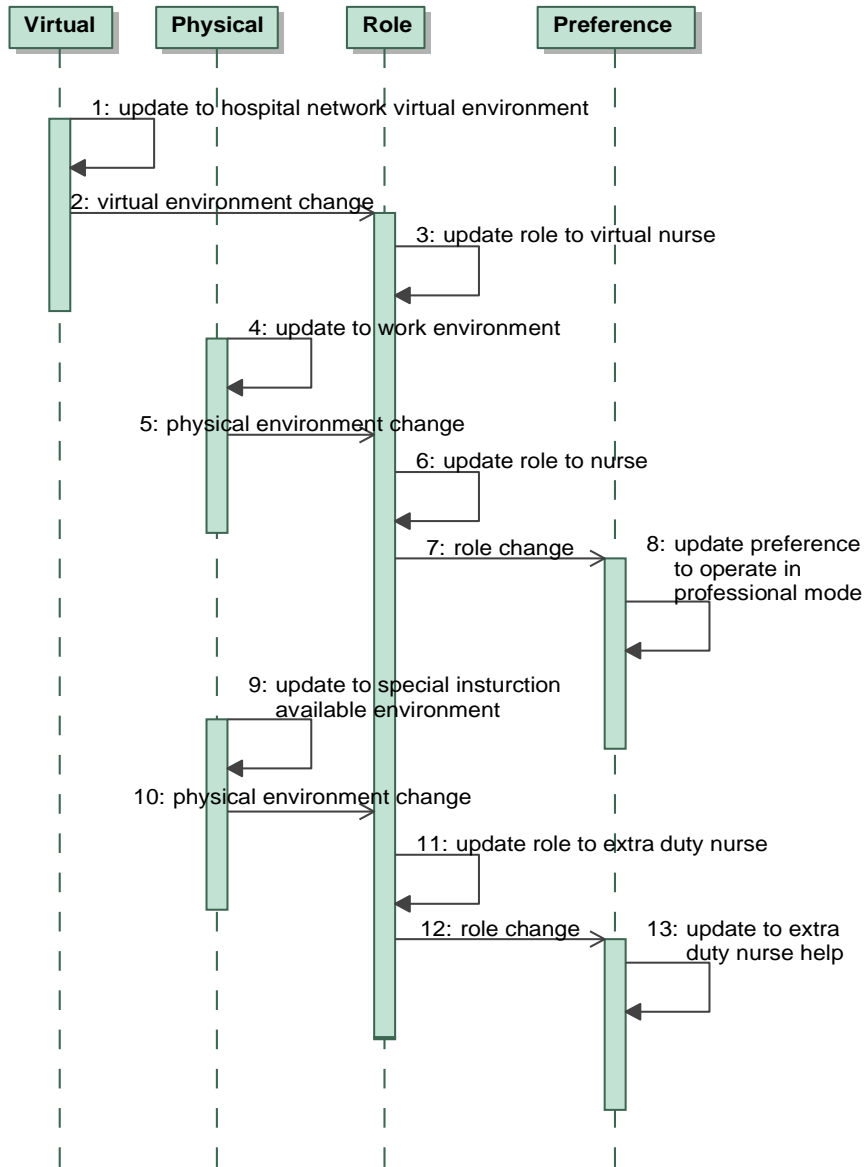 Virtual
Physical
Role
Preference
1: update to hospital network virtual environment
2: virtual environment change
3: update role to virtual nurse
4: update to work environment
5: physical environment change
6: update role to nurse
7: role change
8: update preference
to operate in
professional mode
9: update to special insturction
available environment
10: physical environment change
11: update role to extra duty nurse
12: role change
13: update to extra
duty nurse help